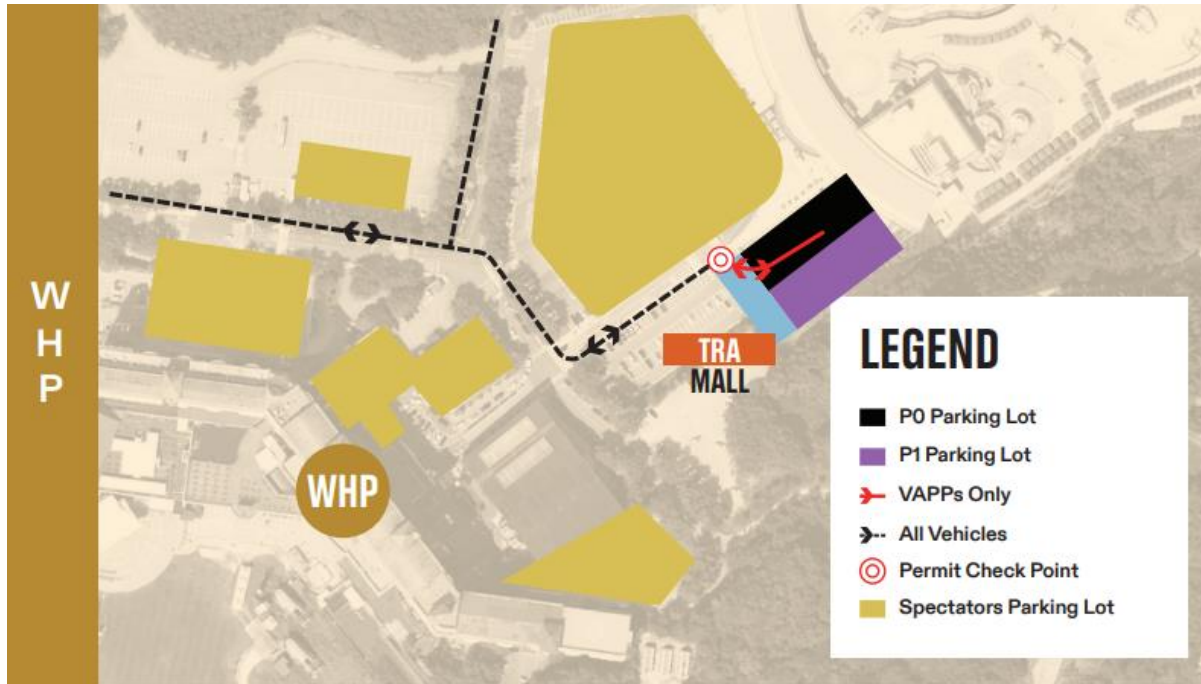 W
H
P
TRA
MALL
WHP
LEGEND
P0 Parking Lot
P1 Parking Lot
VAPPs Only
All Vehicles
Permit Check Point
Spectators Parking Lot